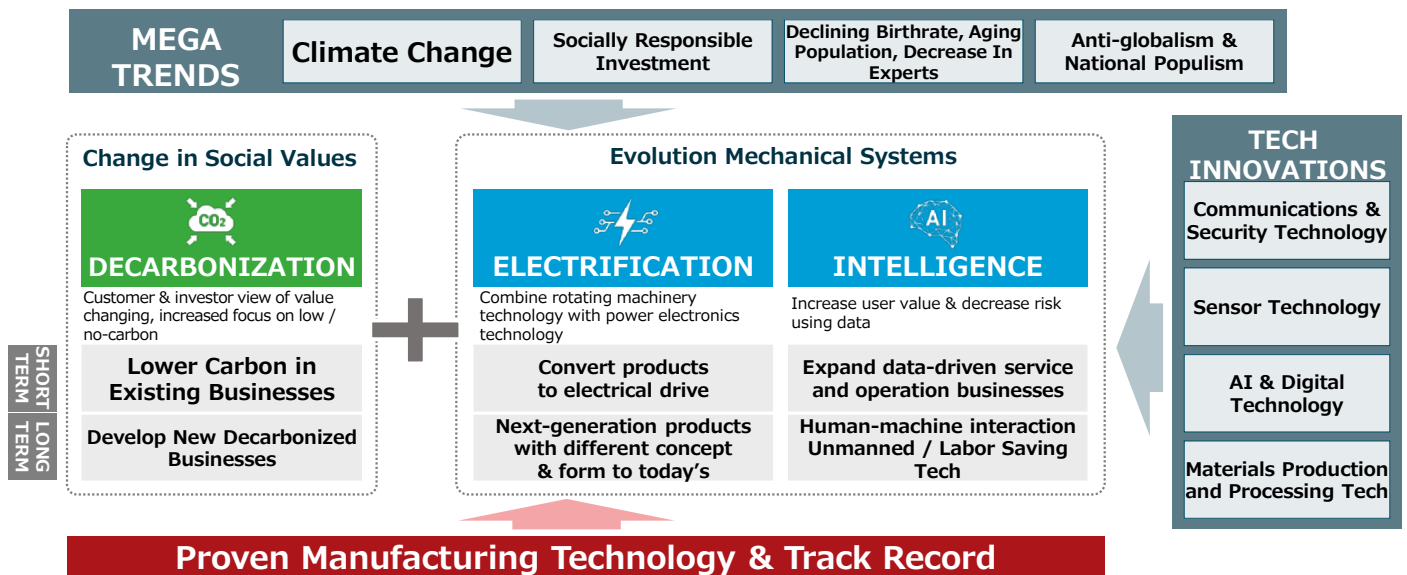 MEGA
TRENDS
Climate Change
Socially Responsible
Investment
Declining Birthrate, Aging
Population, Decrease In
Experts
Anti-globalism &
National Populism
Change in Social Values
CO₂
DECARBONIZATION
Customer & investor view of value
changing, increased focus on low /
no-carbon
Evolution Mechanical Systems
ELECTRIFICATION
Combine rotating machinery
technology with power electronics
technology
AI
INTELLIGENCE
Increase user value & decrease risk
using data
SHORT
TERM
Lower Carbon in
Existing Businesses
Convert products
to electrical drive
Expand data-driven service
and operation businesses
LONG
TERM
Develop New Decarbonized
Businesses
Next-generation products
with different concept
& form to today’s
Human-machine interaction
Unmanned / Labor Saving
Tech
TECH
INNOVATIONS
Communications &
Security Technology
Sensor Technology
AI & Digital
Technology
Materials Production
and Processing Tech
Proven Manufacturing Technology & Track Record